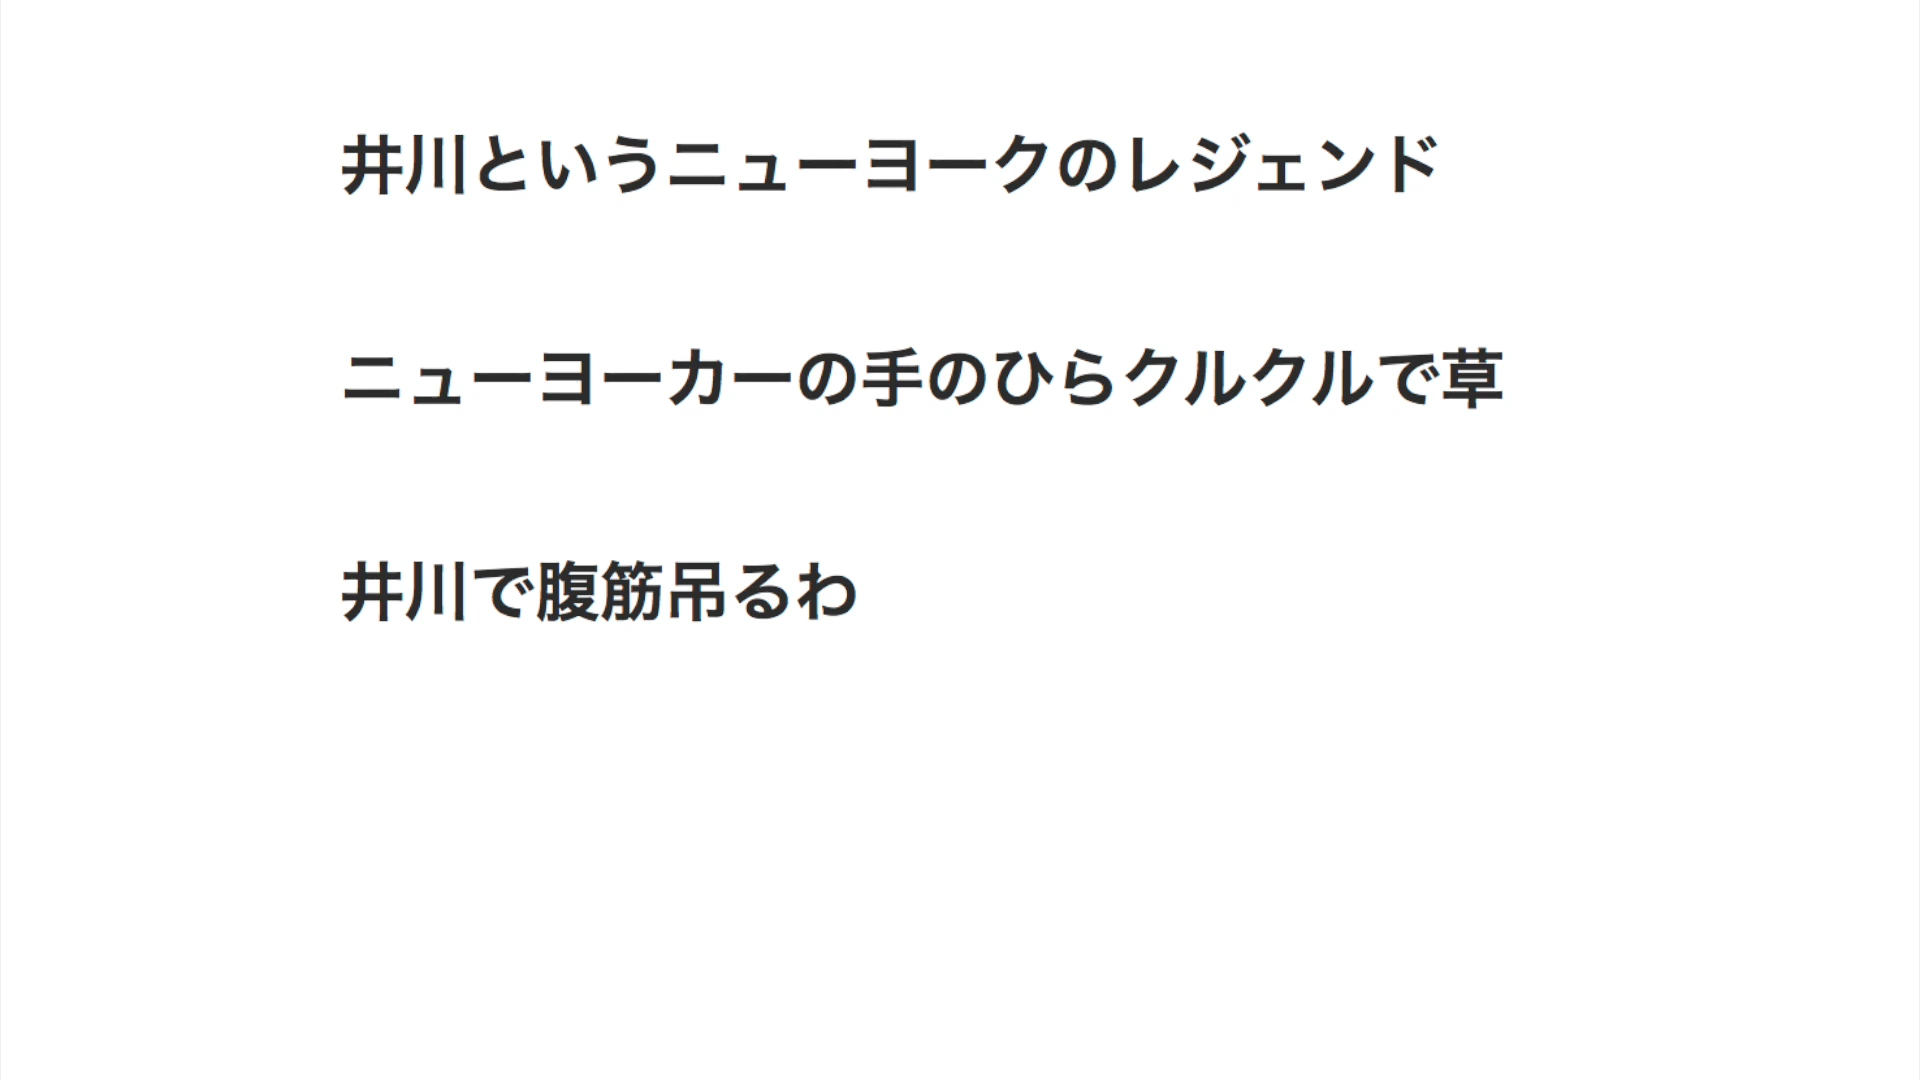 井川というニューヨークのレジェンド
ニューヨーカーの手のひらクルクルで草
井川で腹筋吊るわ